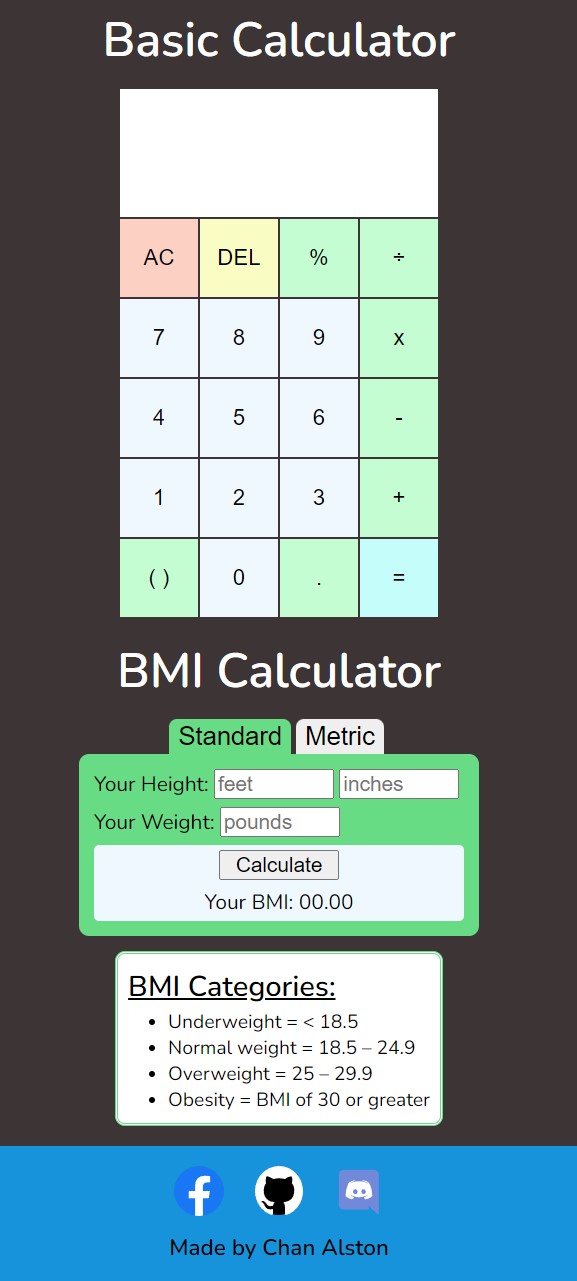 Basic Calculator
AC DEL % ÷
7 8 9 x
4 5 6 -
1 2 3 +
( ) 0 . =
BMI Calculator
Standard Metric
Your Height: feet inches
Your Weight: pounds
Calculate
Your BMI: 00.00
BMI Categories:
• Underweight = < 18.5
• Normal weight = 18.5 – 24.9
• Overweight = 25 – 29.9
• Obesity = BMI of 30 or greater
Made by Chan Alston